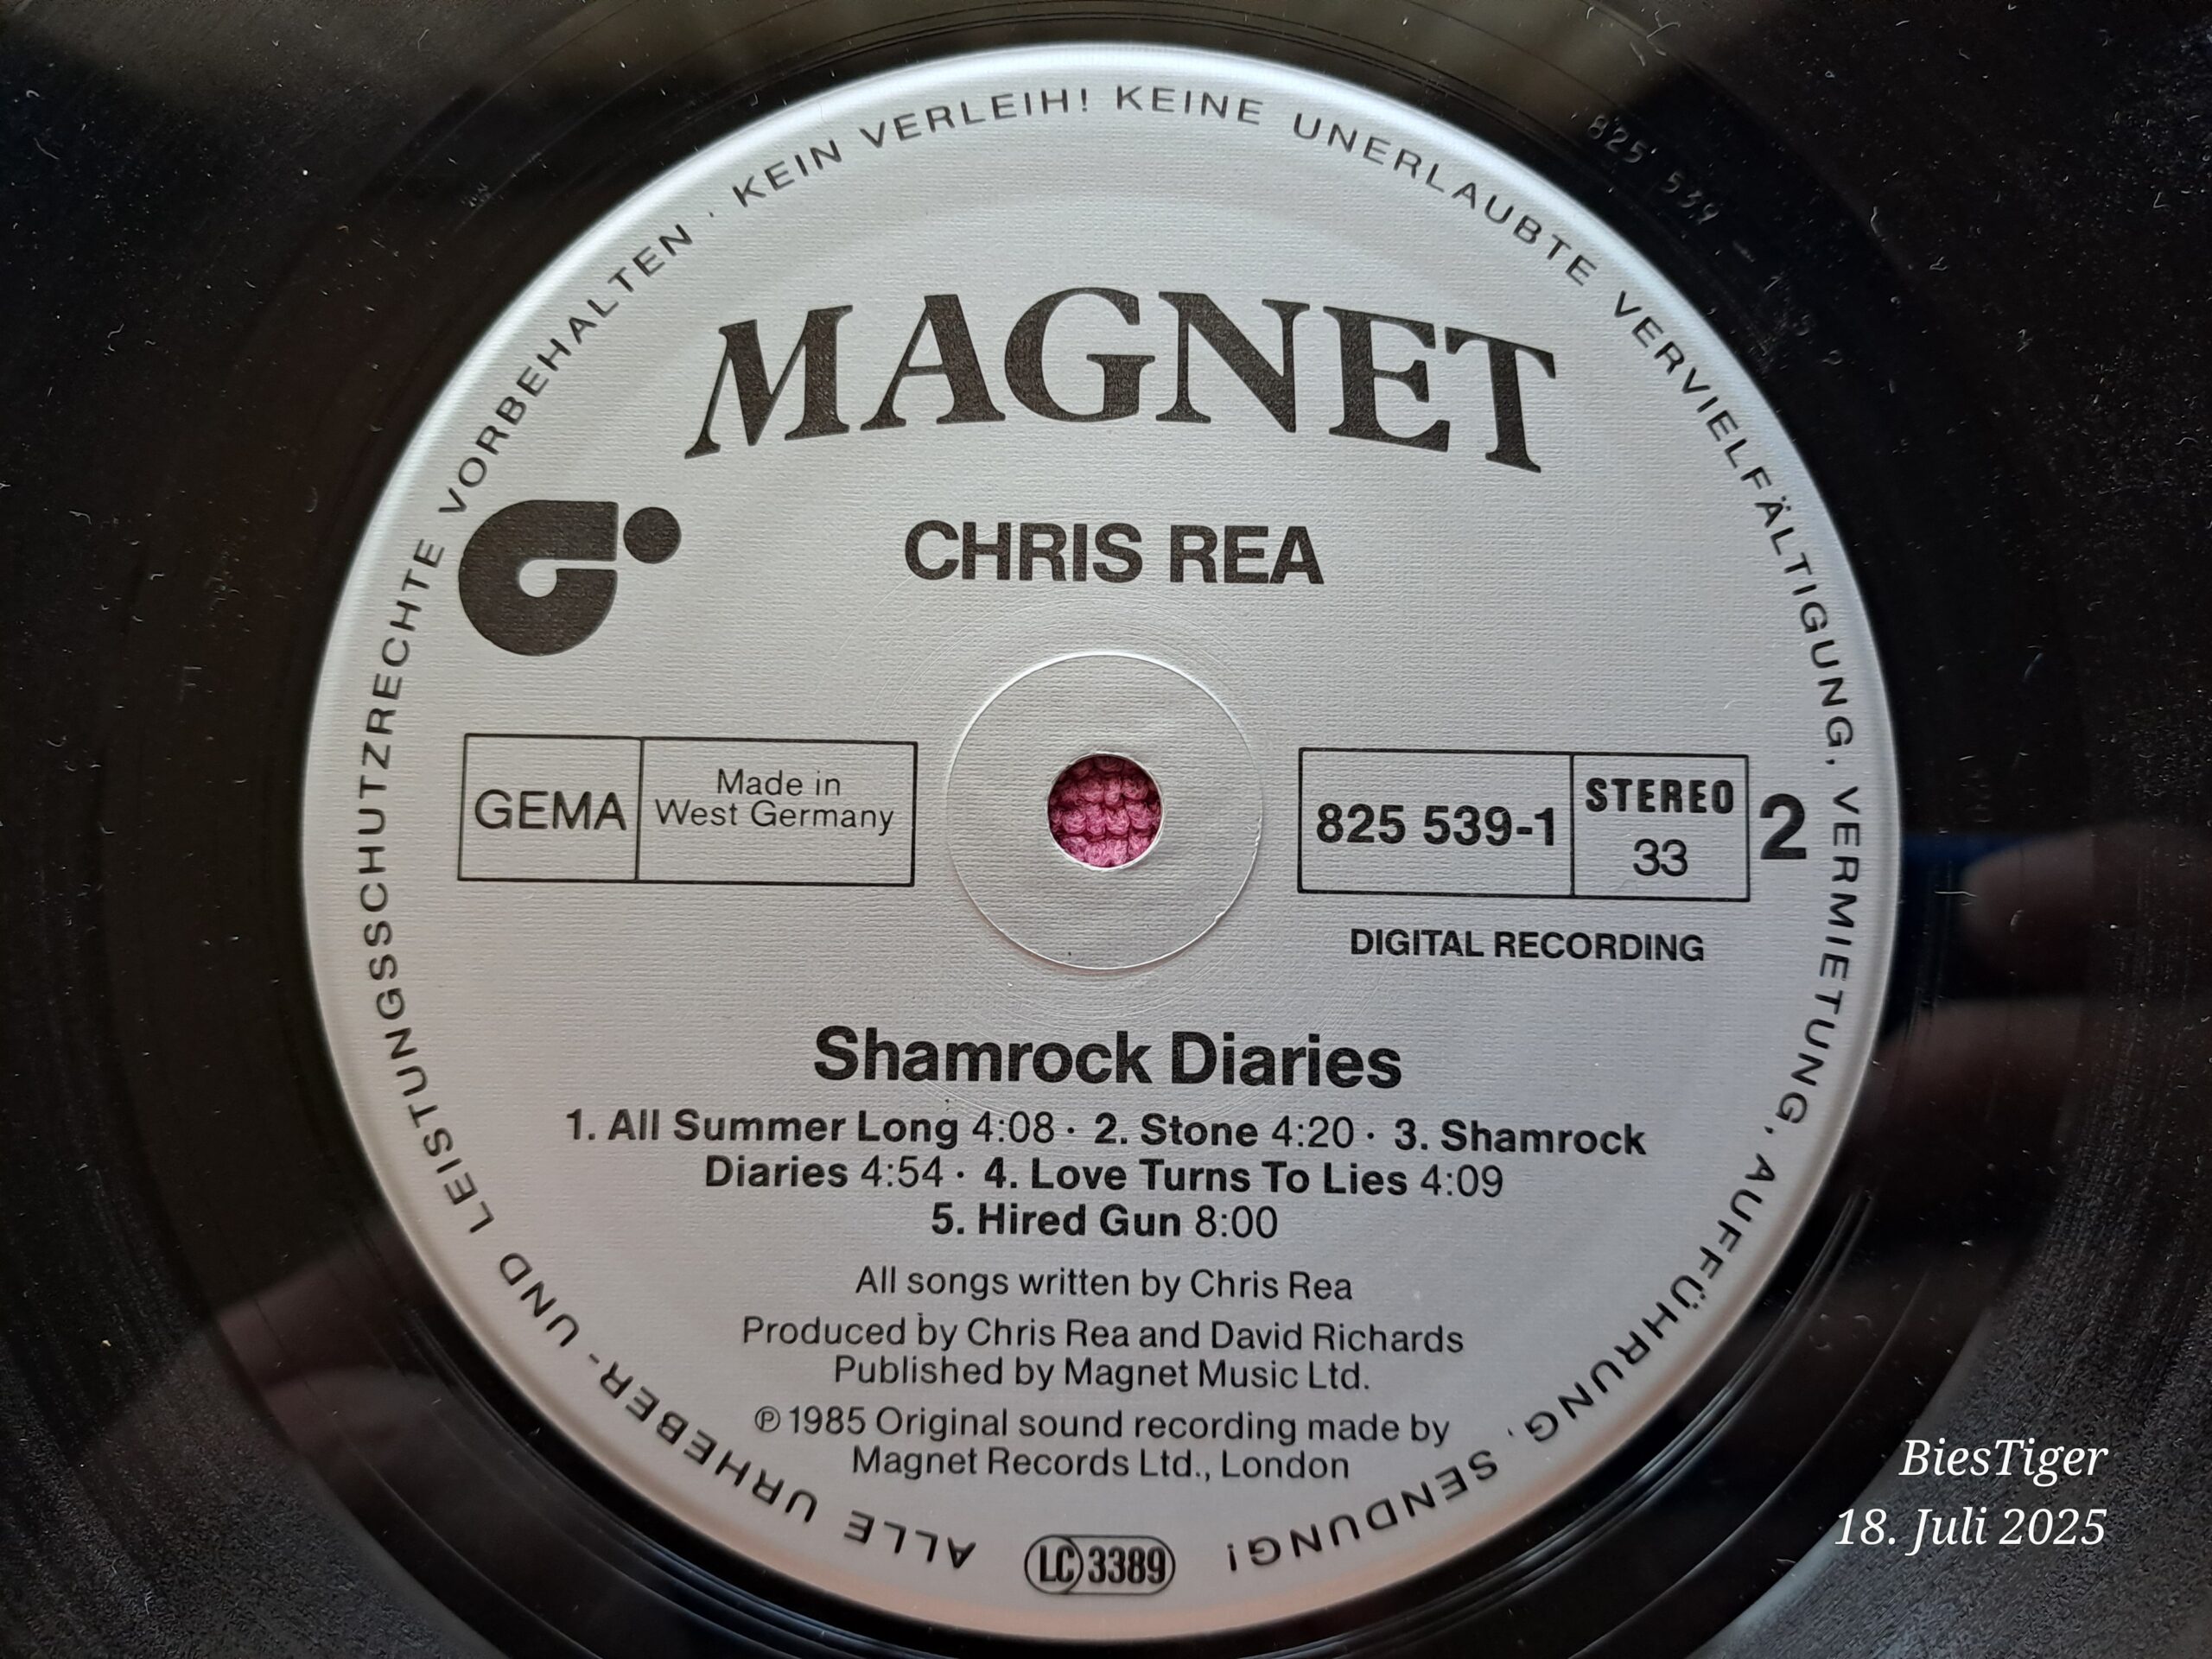 ALLE URHEBER- UND LEISTUNGSSCHUTZRECHTE VORBEHALTEN · KEIN VERLEIH! KEINE UNERLAUBTE VERVIELFÄLTIGUNG, VERMIETUNG, AUFFÜHRUNG, SENDUNG!
MAGNET
CHRIS REA
GEMA
Made in
West Germany
825 539-1
STEREO
33
2
DIGITAL RECORDING
Shamrock Diaries
1. All Summer Long 4:08 · 2. Stone 4:20 · 3. Shamrock
Diaries 4:54 · 4. Love Turns To Lies 4:09
5. Hired Gun 8:00
All songs written by Chris Rea
Produced by Chris Rea and David Richards
Published by Magnet Music Ltd.
℗ 1985 Original sound recording made by
Magnet Records Ltd., London
LC 3389
825 539
BiesTiger
18. Juli 2025